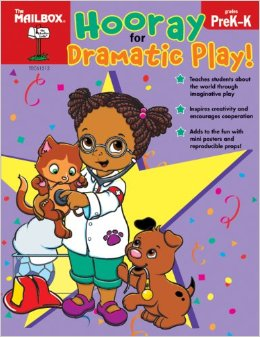 The
MAILBOX®
TEC61013
grades
PreK–K
Hooray
for
Dramatic Play!
Teaches students about
the world through
imaginative play
Inspires creativity and
encourages cooperation
Adds to the fun with
mini posters and
reproducible props!